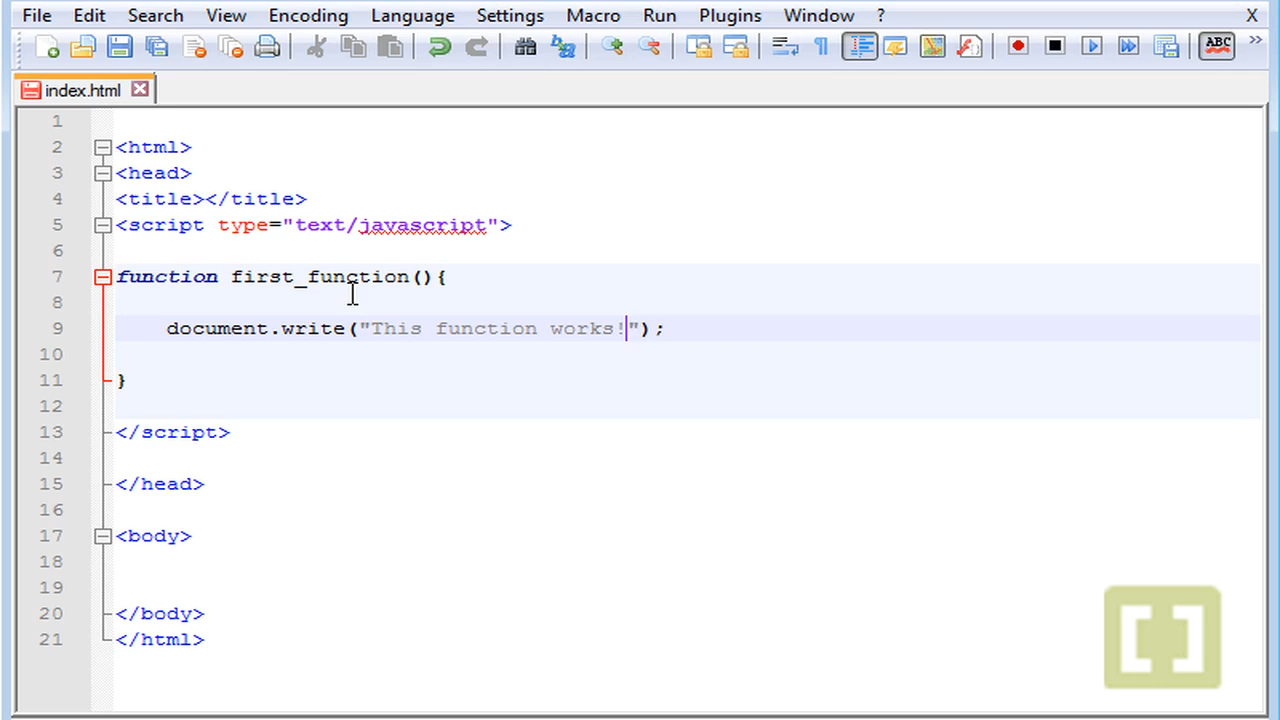 File Edit Search View Encoding Language Settings Macro Run Plugins Window ? X
ABC
index.html
1
2 <html>
3 <head>
4 <title></title>
5 <script type="text/javascript">
6
7 function first_function(){
8
9 document.write("This function works!");
10
11 }
12
13 </script>
14
15 </head>
16
17 <body>
18
19
20 </body>
21 </html>